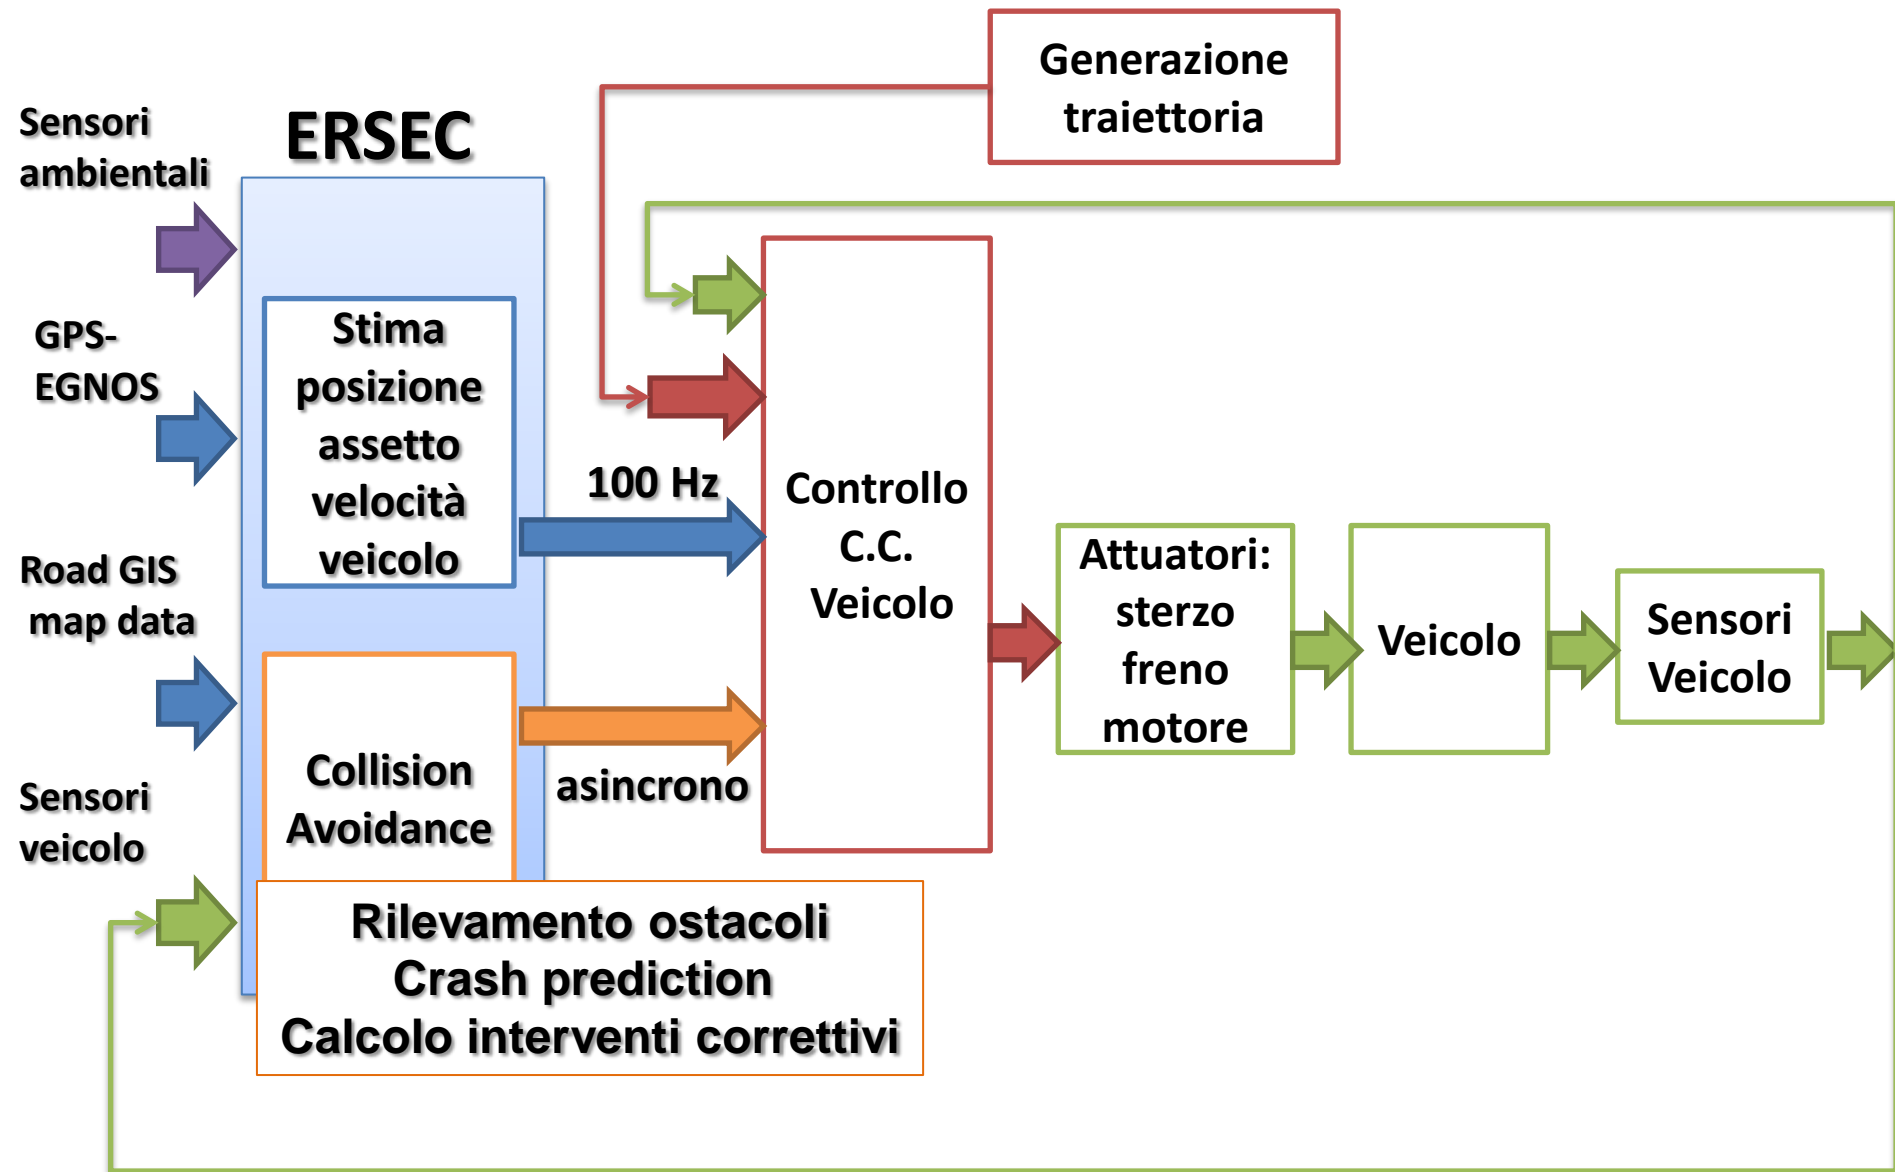 Generazione
traiettoria
Sensori
ambientali
ERSEC
GPS-
EGNOS
Stima
posizione
assetto
velocità
veicolo
100 Hz
Controllo
C.C.
Veicolo
Road GIS
map data
Attuatori:
sterzo
freno
motore
Veicolo
Sensori
Veicolo
Collision
Avoidance
asincrono
Sensori
veicolo
Rilevamento ostacoli
Crash prediction
Calcolo interventi correttivi